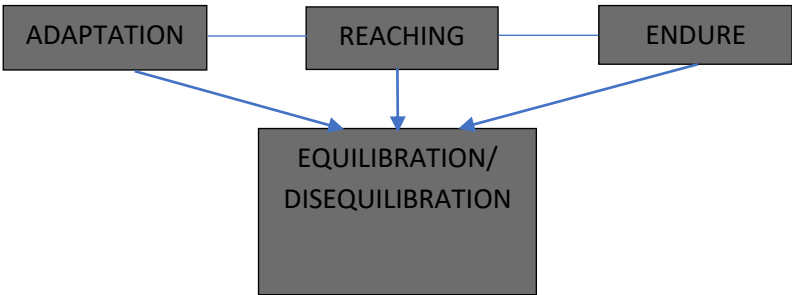 ADAPTATION
REACHING
ENDURE
EQUILIBRATION/
DISEQUILIBRATION